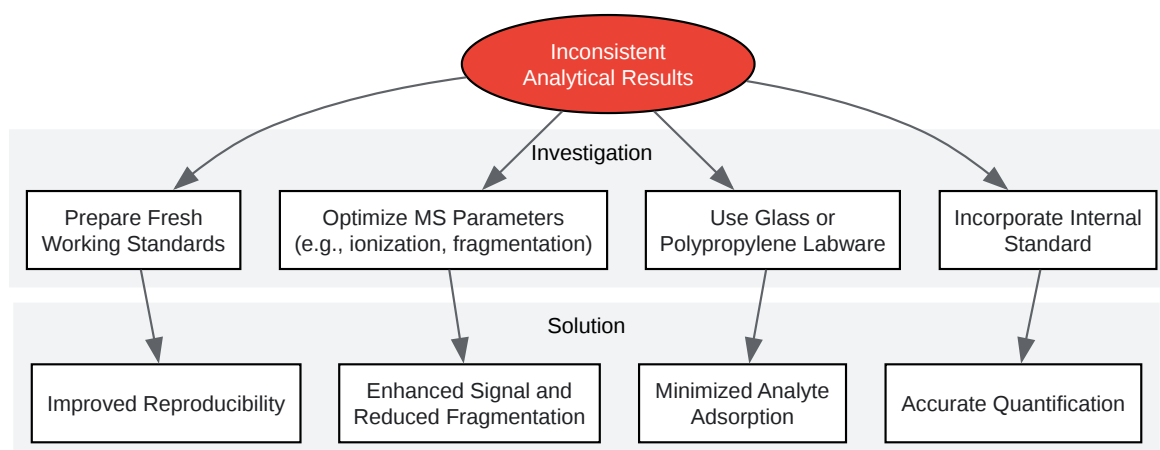 Inconsistent
Analytical Results
Investigation
Prepare Fresh
Working Standards
Optimize MS Parameters
(e.g., ionization, fragmentation)
Use Glass or
Polypropylene Labware
Incorporate Internal
Standard
Solution
Improved Reproducibility
Enhanced Signal and
Reduced Fragmentation
Minimized Analyte
Adsorption
Accurate Quantification